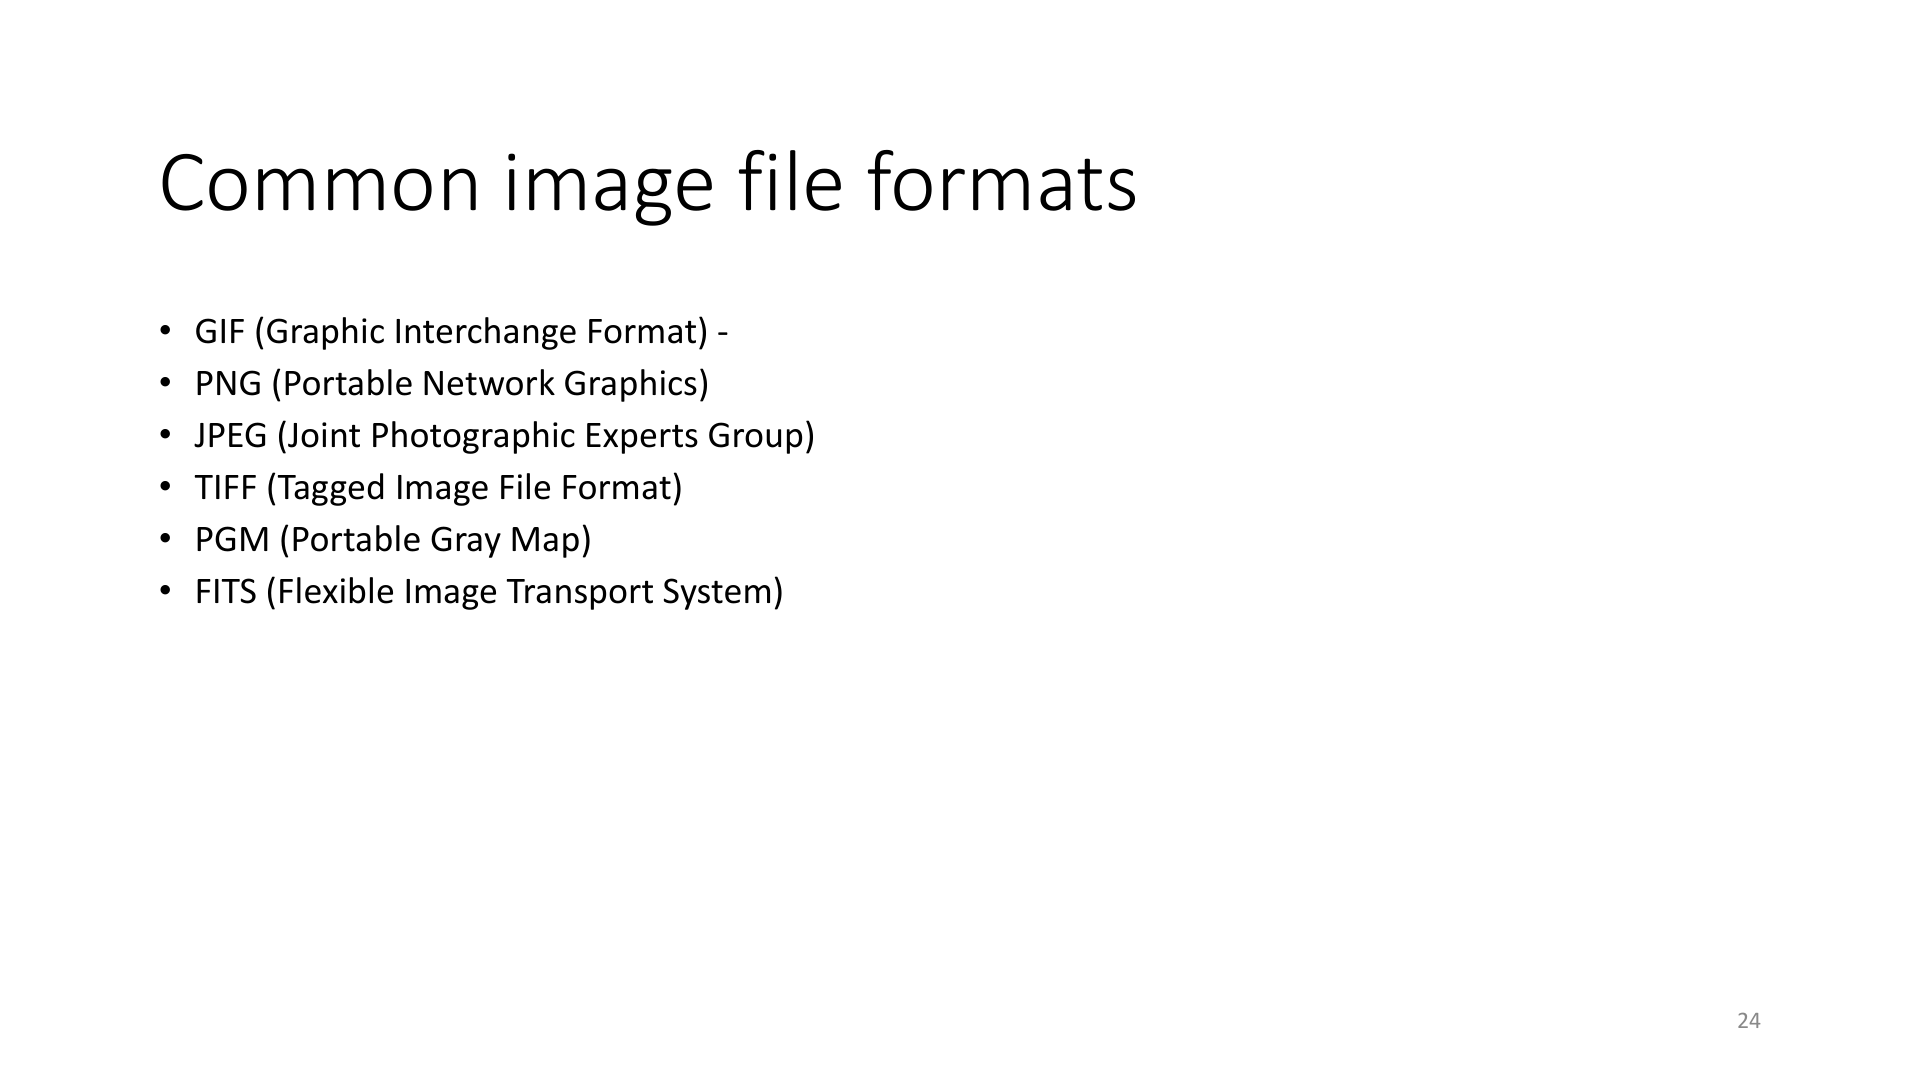 Common image file formats
• GIF (Graphic Interchange Format) -
• PNG (Portable Network Graphics)
• JPEG (Joint Photographic Experts Group)
• TIFF (Tagged Image File Format)
• PGM (Portable Gray Map)
• FITS (Flexible Image Transport System)
24